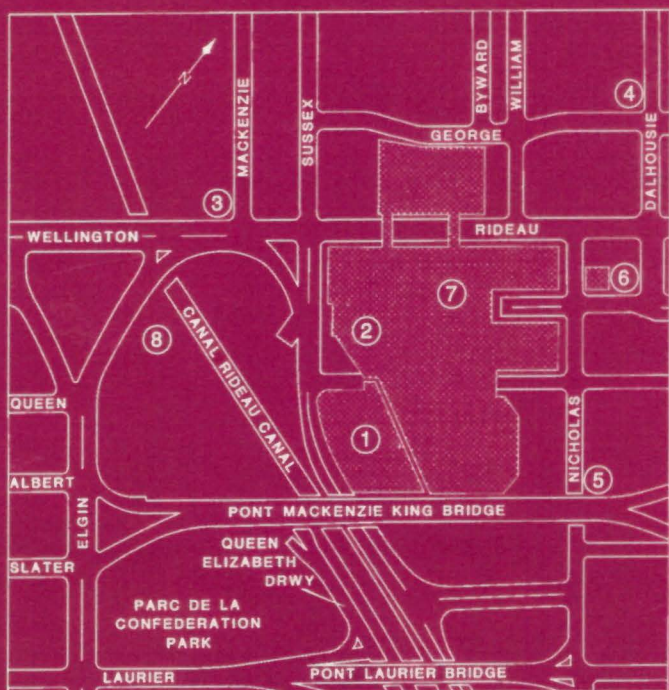 N
MACKENZIE
SUSSEX
BYWARD
WILLIAM
4
GEORGE
DALHOUSIE
3
WELLINGTON
RIDEAU
7
6
2
8
CANAL RIDEAU CANAL
QUEEN
1
NICHOLAS
5
ALBERT
ELGIN
PONT MACKENZIE KING BRIDGE
SLATER
QUEEN
ELIZABETH
DRWY
PARC DE LA
CONFEDERATION
PARK
LAURIER
PONT LAURIER BRIDGE